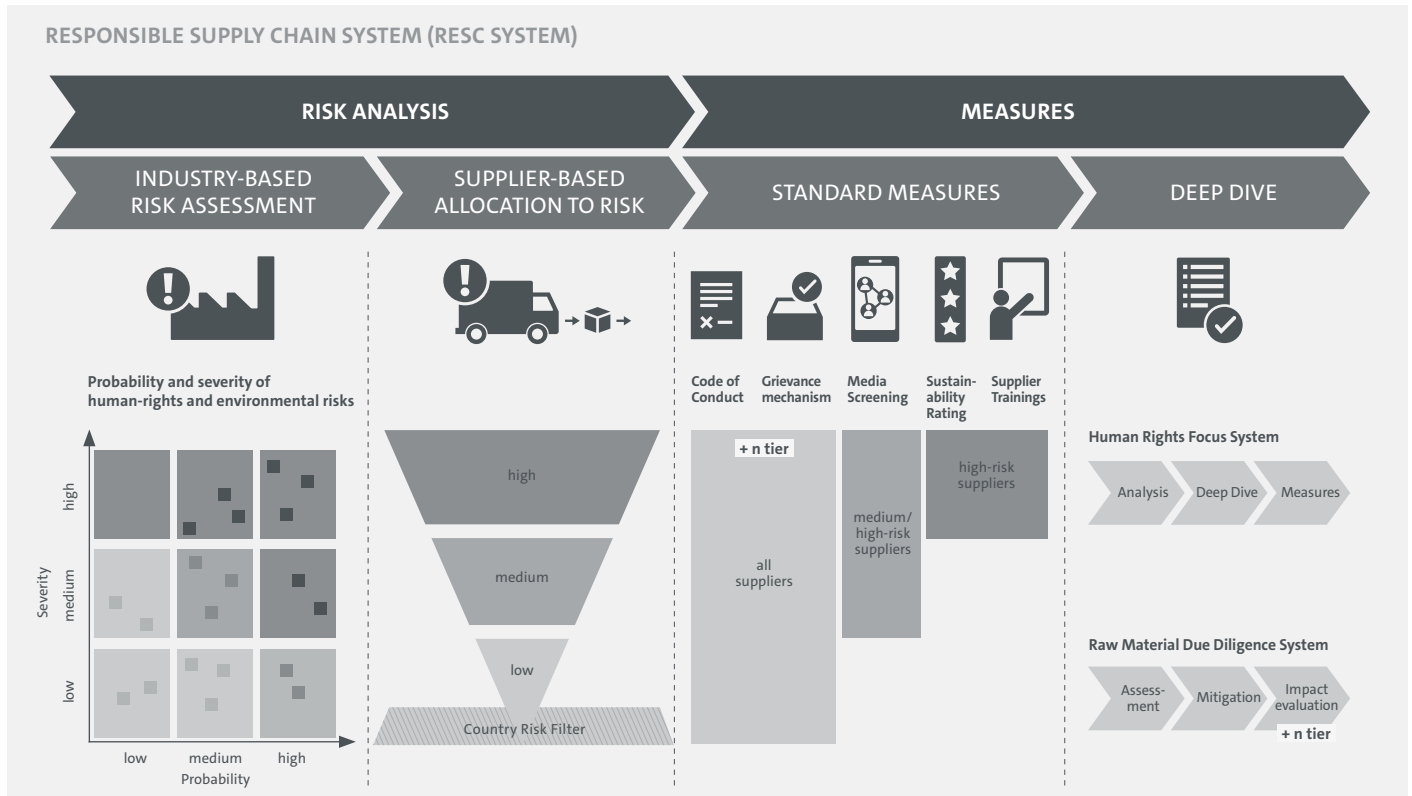 RESPONSIBLE SUPPLY CHAIN SYSTEM (RESC SYSTEM)
RISK ANALYSIS
MEASURES
INDUSTRY-BASED
RISK ASSESSMENT
SUPPLIER-BASED
ALLOCATION TO RISK
STANDARD MEASURES
DEEP DIVE
Probability and severity of
human-rights and environmental risks
high
medium
low
Severity
low
medium
high
Probability
high
medium
low
Country Risk Filter
Code of
Conduct
Grievance
mechanism
Media
Screening
Sustain-
ability
Rating
Supplier
Trainings
+ n tier
all
suppliers
medium/
high-risk
suppliers
high-risk
suppliers
Human Rights Focus System
Analysis
Deep Dive
Measures
Raw Material Due Diligence System
Assess-
ment
Mitigation
Impact
evaluation
+ n tier